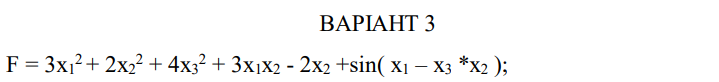 ВАРІАНТ 3
F = 3x₁² + 2x₂² + 4x₃² + 3x₁x₂ - 2x₂ +sin( x₁ – x₃ *x₂ );